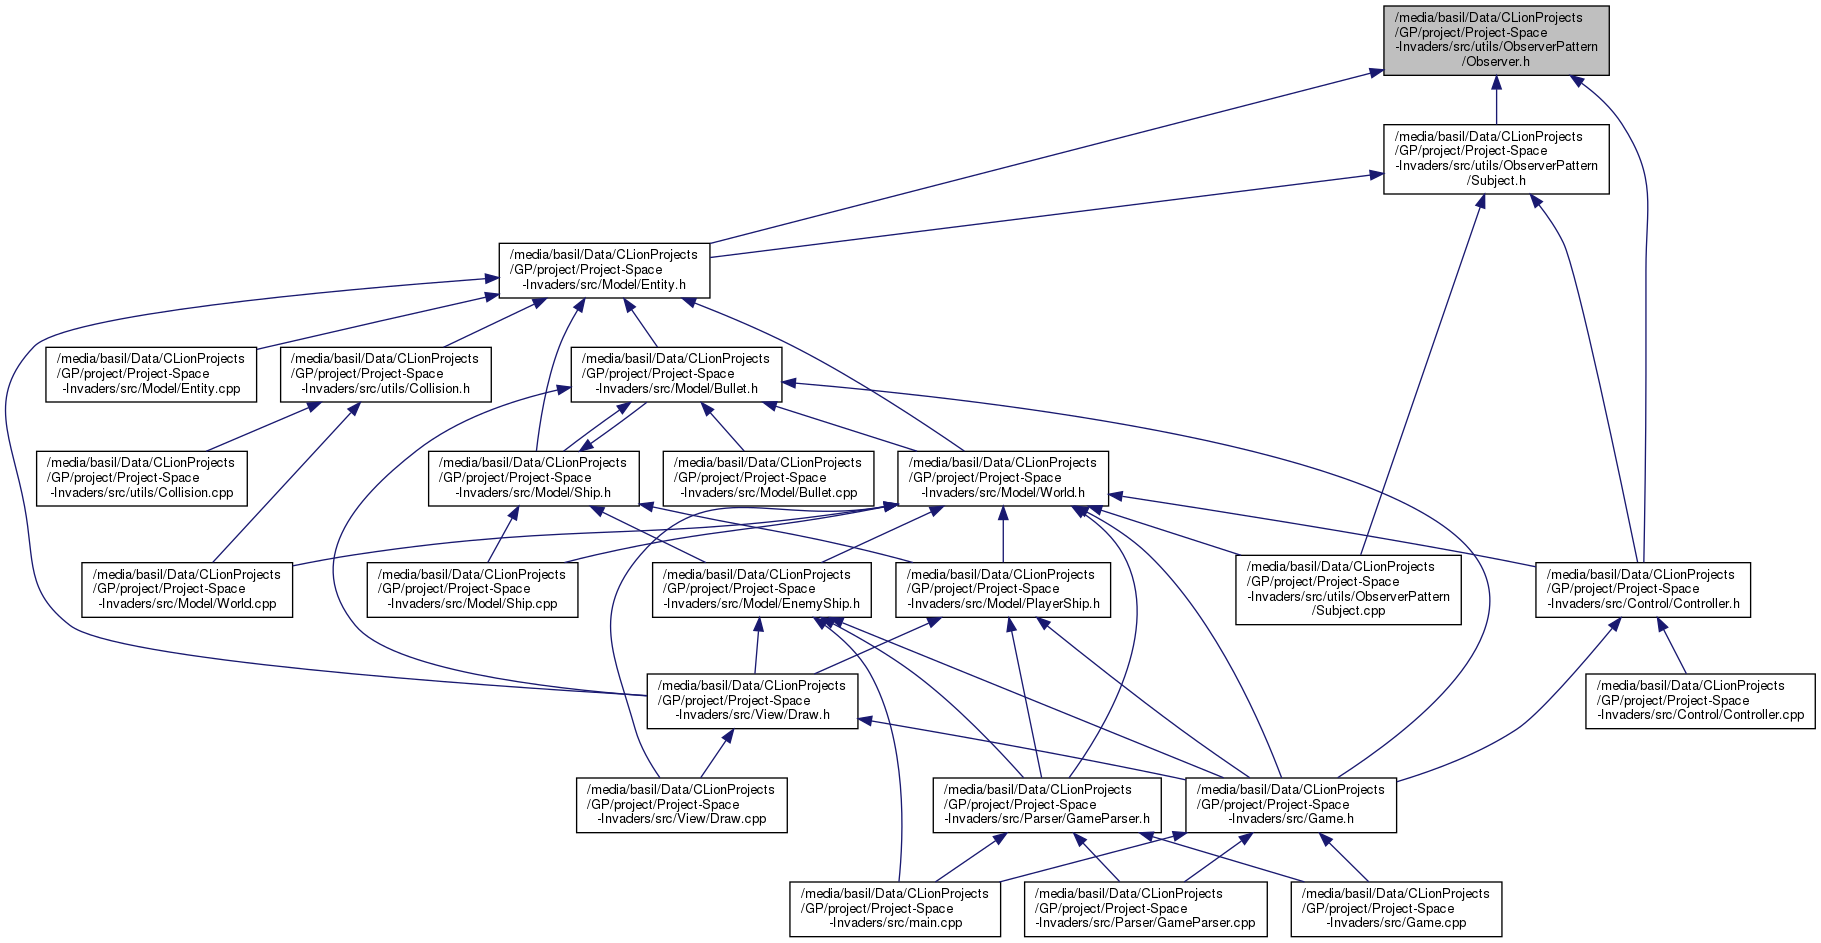 /media/basil/Data/CLionProjects
/GP/project/Project-Space
-Invaders/src/utils/ObserverPattern
/Observer.h
/media/basil/Data/CLionProjects
/GP/project/Project-Space
-Invaders/src/utils/ObserverPattern
/Subject.h
/media/basil/Data/CLionProjects
/GP/project/Project-Space
-Invaders/src/Model/Entity.h
/media/basil/Data/CLionProjects
/GP/project/Project-Space
-Invaders/src/Model/Entity.cpp
/media/basil/Data/CLionProjects
/GP/project/Project-Space
-Invaders/src/utils/Collision.h
/media/basil/Data/CLionProjects
/GP/project/Project-Space
-Invaders/src/Model/Bullet.h
/media/basil/Data/CLionProjects
/GP/project/Project-Space
-Invaders/src/utils/Collision.cpp
/media/basil/Data/CLionProjects
/GP/project/Project-Space
-Invaders/src/Model/Ship.h
/media/basil/Data/CLionProjects
/GP/project/Project-Space
-Invaders/src/Model/Bullet.cpp
/media/basil/Data/CLionProjects
/GP/project/Project-Space
-Invaders/src/Model/World.h
/media/basil/Data/CLionProjects
/GP/project/Project-Space
-Invaders/src/Model/World.cpp
/media/basil/Data/CLionProjects
/GP/project/Project-Space
-Invaders/src/Model/Ship.cpp
/media/basil/Data/CLionProjects
/GP/project/Project-Space
-Invaders/src/Model/EnemyShip.h
/media/basil/Data/CLionProjects
/GP/project/Project-Space
-Invaders/src/Model/PlayerShip.h
/media/basil/Data/CLionProjects
/GP/project/Project-Space
-Invaders/src/utils/ObserverPattern
/Subject.cpp
/media/basil/Data/CLionProjects
/GP/project/Project-Space
-Invaders/src/Control/Controller.h
/media/basil/Data/CLionProjects
/GP/project/Project-Space
-Invaders/src/View/Draw.h
/media/basil/Data/CLionProjects
/GP/project/Project-Space
-Invaders/src/Control/Controller.cpp
/media/basil/Data/CLionProjects
/GP/project/Project-Space
-Invaders/src/View/Draw.cpp
/media/basil/Data/CLionProjects
/GP/project/Project-Space
-Invaders/src/Parser/GameParser.h
/media/basil/Data/CLionProjects
/GP/project/Project-Space
-Invaders/src/Game.h
/media/basil/Data/CLionProjects
/GP/project/Project-Space
-Invaders/src/main.cpp
/media/basil/Data/CLionProjects
/GP/project/Project-Space
-Invaders/src/Parser/GameParser.cpp
/media/basil/Data/CLionProjects
/GP/project/Project-Space
-Invaders/src/Game.cpp